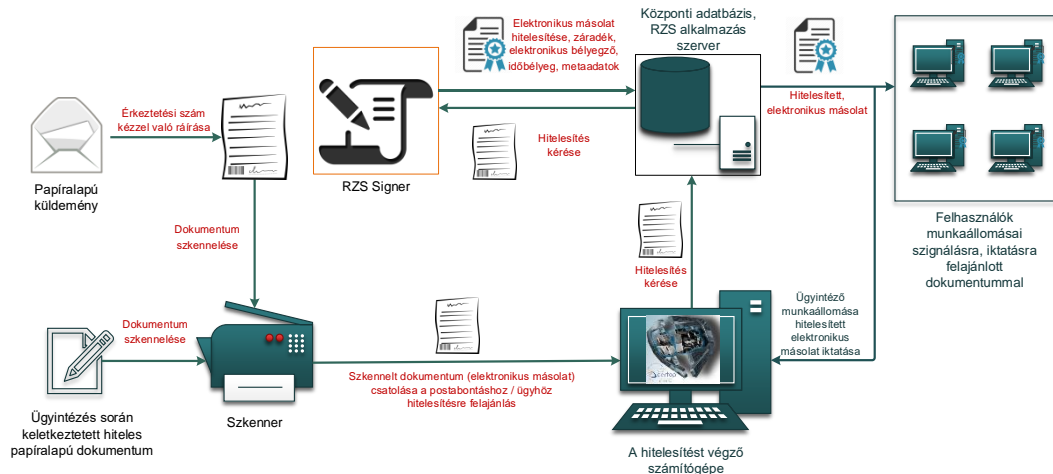 Elektronikus másolat
hitelesítése, záradék,
elektronikus bélyegző,
időbélyeg, metaadatok
Központi adatbázis,
RZS alkalmazás
szerver
Érkeztetési szám
kézzel való ráírása
Hitelesítés
kérése
Hitelesített,
elektronikus másolat
Papíralapú
küldemény
RZS Signer
Felhasználók
munkaállomásai
szignálásra, iktatásra
felajánlott
dokumentummal
Dokumentum
szkennelése
Hitelesítés
kérése
Ügyintéző
munkaállomása
hitelesített
elektronikus
másolat iktatása
Dokumentum
szkennelése
Szkennelt dokumentum (elektronikus másolat)
csatolása a postabontáshoz / ügyhöz
hitelesítésre felajánlás
Ügyintézés során
keletkeztetett hiteles
papíralapú dokumentum
Szkenner
A hitelesítést végző
számítógépe